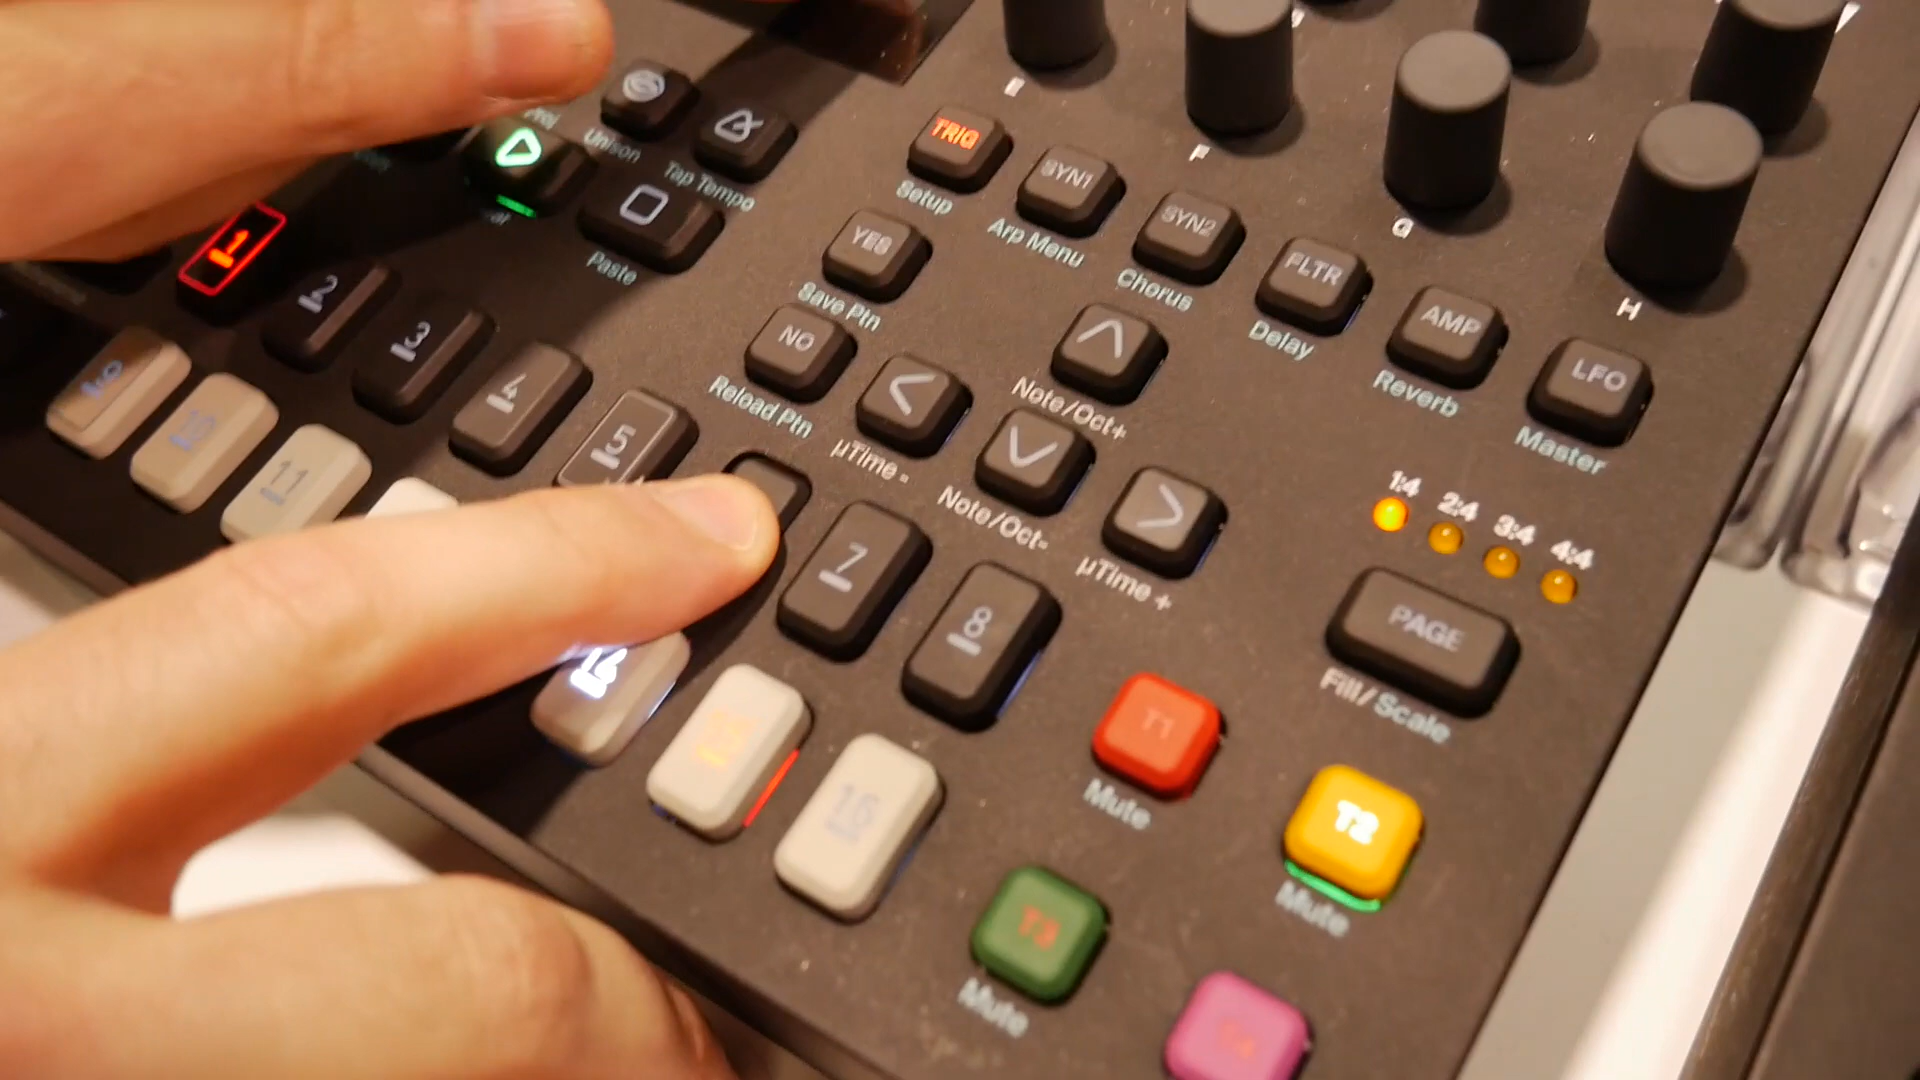 E
F
G
H
Unison
Tap Tempo
Paste
TRIG
Setup
SYN1
Arp Menu
SYN2
Chorus
FLTR
Delay
AMP
Reverb
LFO
Master
YES
Save Ptn
NO
Reload Ptn
µTime -
Note/Oct+
Note/Oct-
µTime +
1:4 2:4 3:4 4:4
PAGE
Fill/Scale
1
2
3
4
5
7
8
10
11
14
15
16
T1
Mute
T2
Mute
T3
Mute
T4